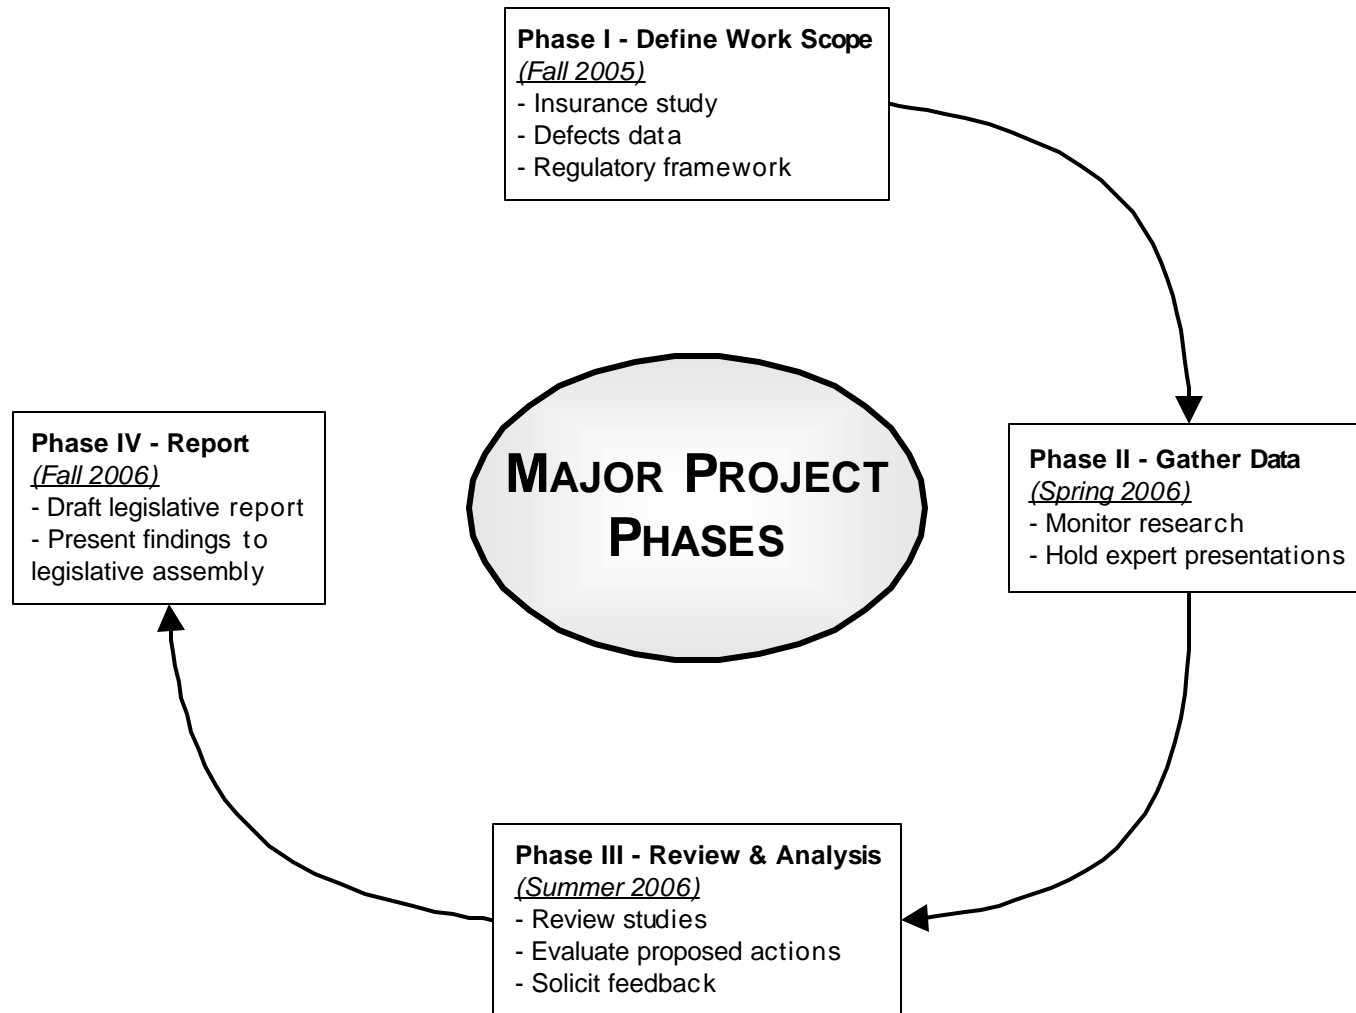 Phase I - Define Work Scope
(Fall 2005)
- Insurance study
- Defects data
- Regulatory framework
MAJOR PROJECT
PHASES
Phase IV - Report
(Fall 2006)
- Draft legislative report
- Present findings to
legislative assembly
Phase II - Gather Data
(Spring 2006)
- Monitor research
- Hold expert presentations
Phase III - Review & Analysis
(Summer 2006)
- Review studies
- Evaluate proposed actions
- Solicit feedback